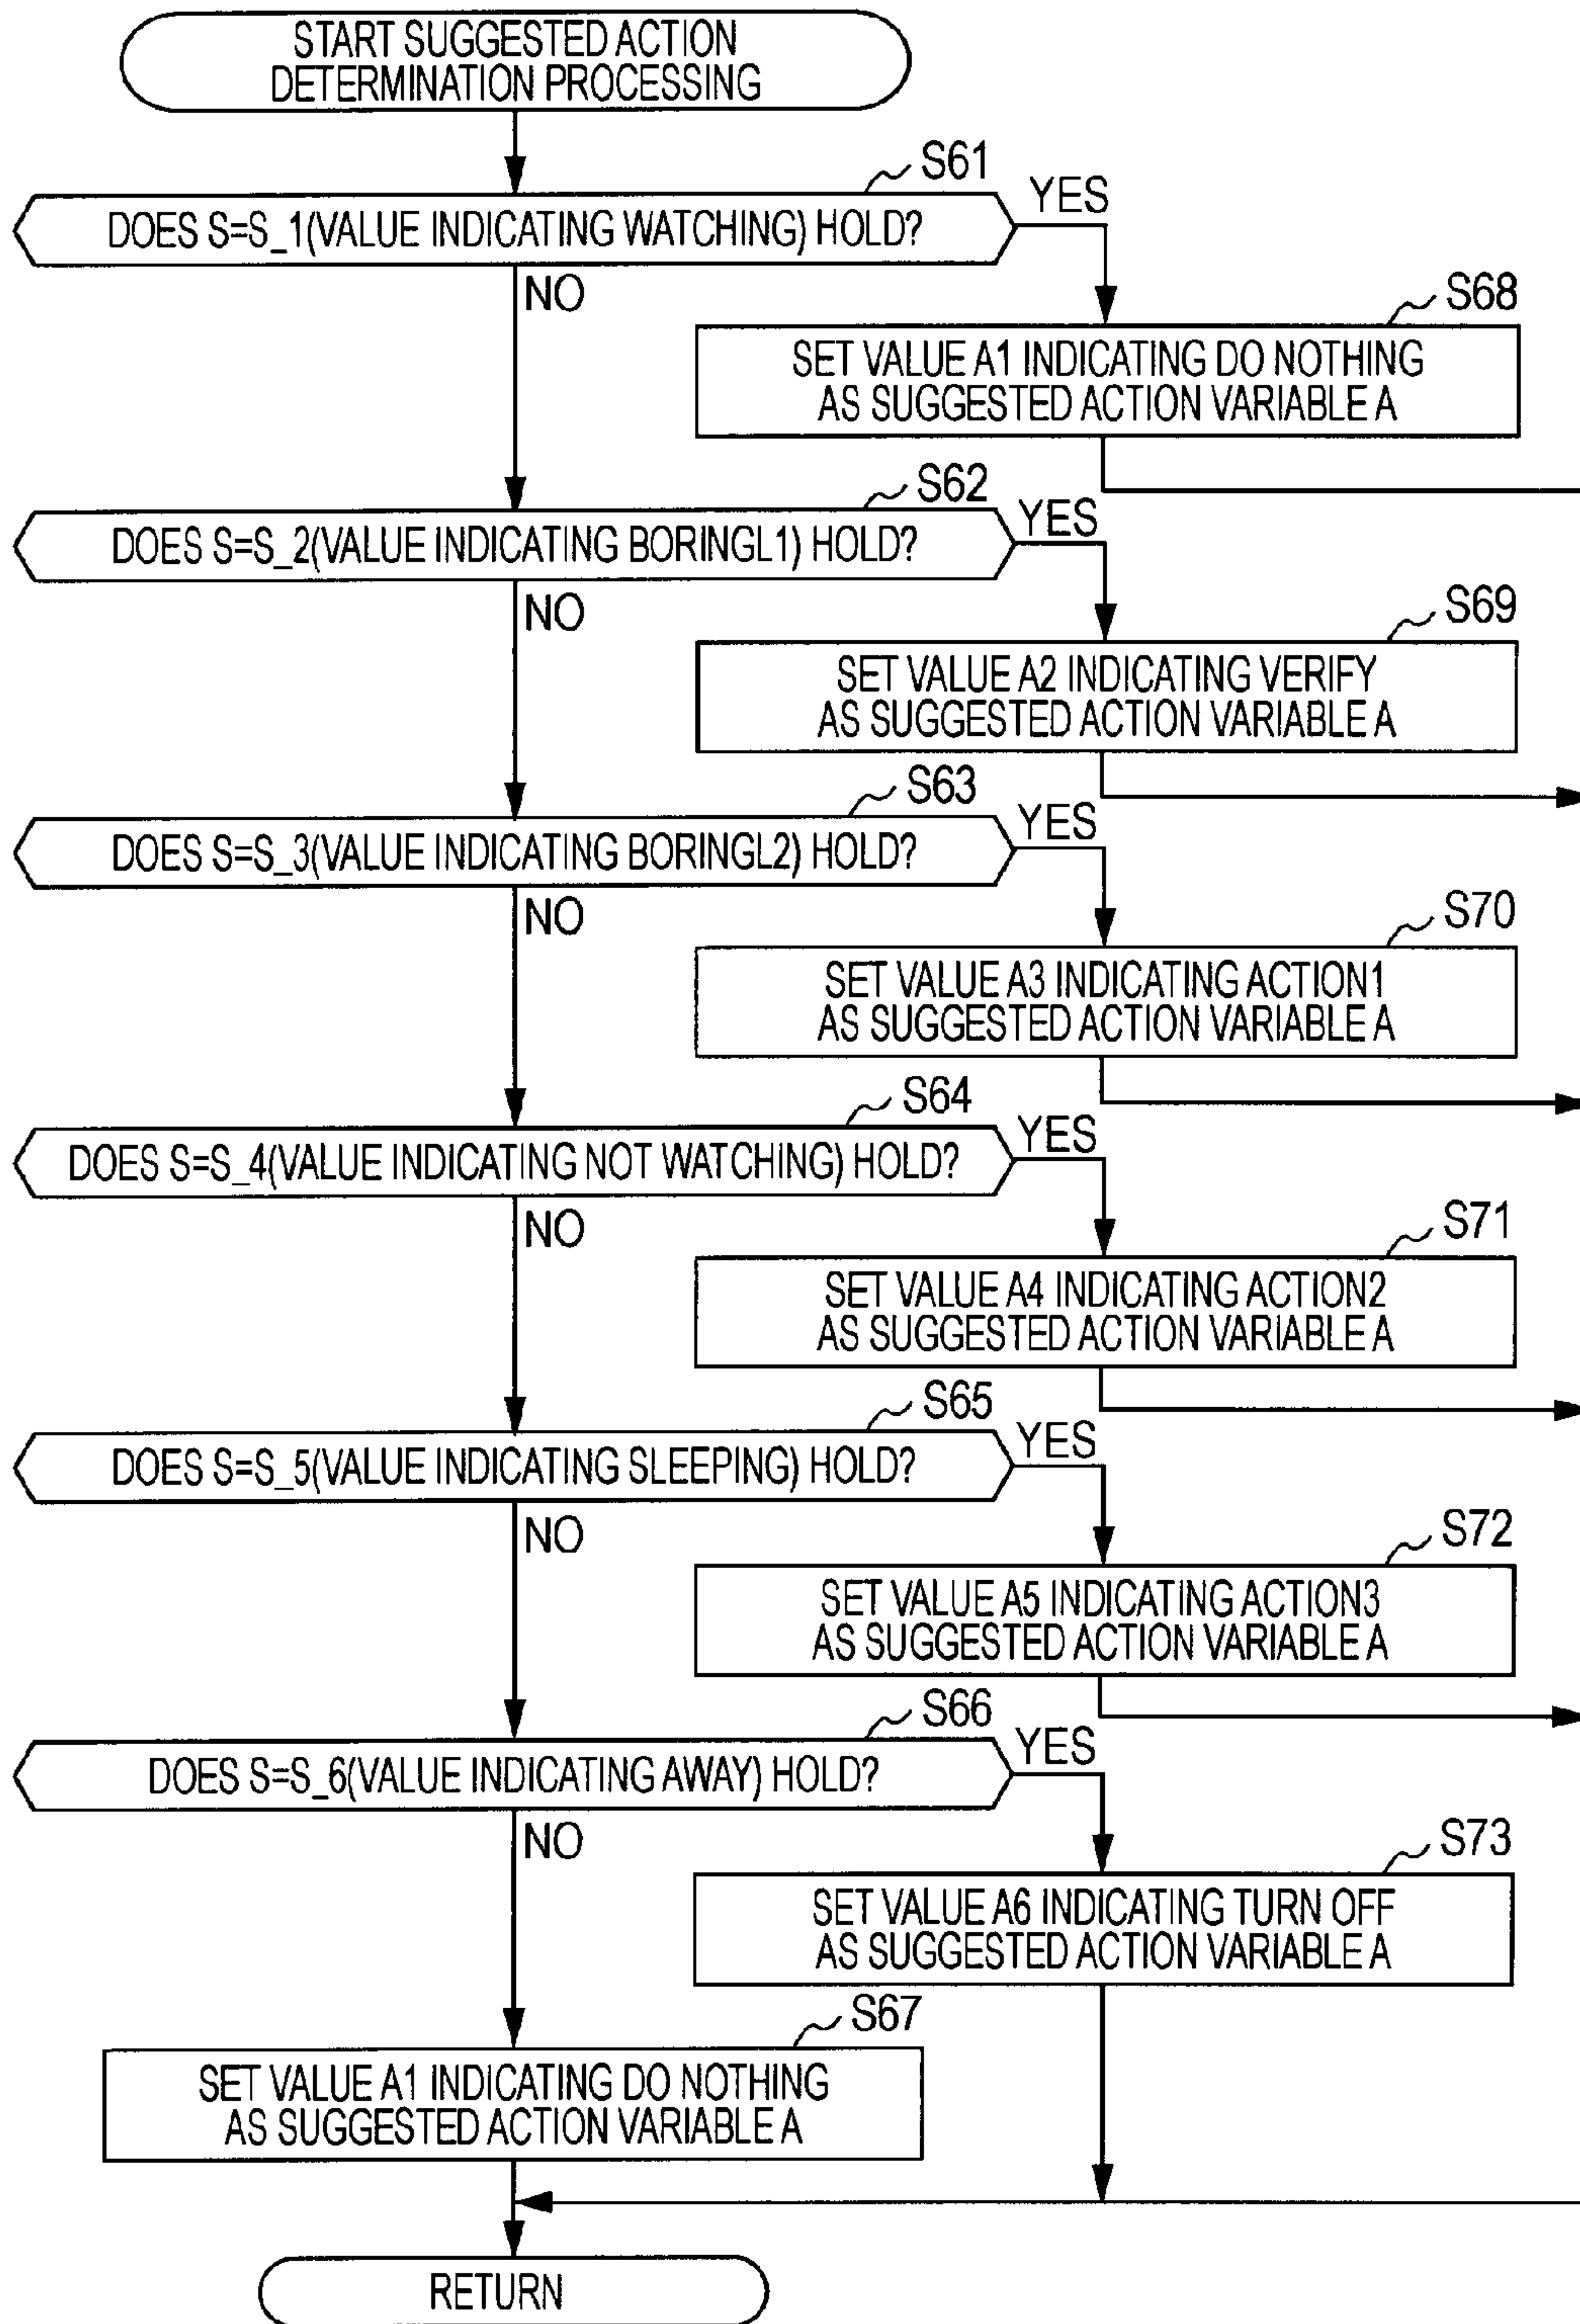 START SUGGESTED ACTION
DETERMINATION PROCESSING
S61
DOES S=S_1(VALUE INDICATING WATCHING) HOLD?
YES
NO
S68
SET VALUE A1 INDICATING DO NOTHING
AS SUGGESTED ACTION VARIABLE A
S62
DOES S=S_2(VALUE INDICATING BORINGL1) HOLD?
YES
NO
S69
SET VALUE A2 INDICATING VERIFY
AS SUGGESTED ACTION VARIABLE A
S63
DOES S=S_3(VALUE INDICATING BORINGL2) HOLD?
YES
NO
S70
SET VALUE A3 INDICATING ACTION1
AS SUGGESTED ACTION VARIABLE A
S64
DOES S=S_4(VALUE INDICATING NOT WATCHING) HOLD?
YES
NO
S71
SET VALUE A4 INDICATING ACTION2
AS SUGGESTED ACTION VARIABLE A
S65
DOES S=S_5(VALUE INDICATING SLEEPING) HOLD?
YES
NO
S72
SET VALUE A5 INDICATING ACTION3
AS SUGGESTED ACTION VARIABLE A
S66
DOES S=S_6(VALUE INDICATING AWAY) HOLD?
YES
NO
S73
SET VALUE A6 INDICATING TURN OFF
AS SUGGESTED ACTION VARIABLE A
S67
SET VALUE A1 INDICATING DO NOTHING
AS SUGGESTED ACTION VARIABLE A
RETURN